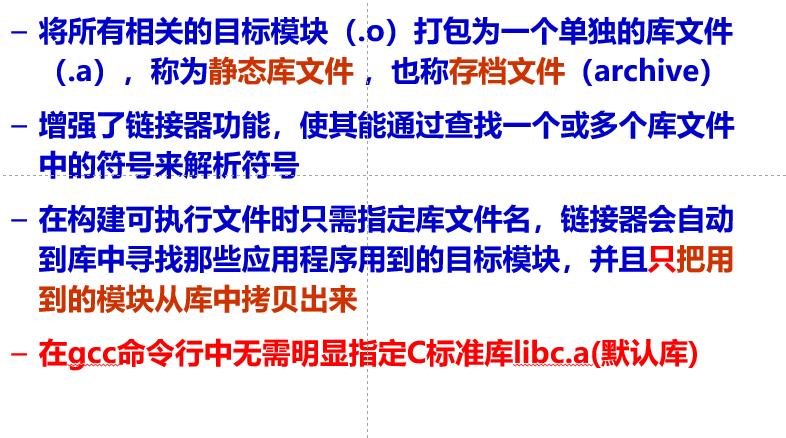 – 将所有相关的目标模块（.o）打包为一个单独的库文件
（.a），称为静态库文件 ，也称存档文件（archive）
– 增强了链接器功能，使其能通过查找一个或多个库文件
中的符号来解析符号
– 在构建可执行文件时只需指定库文件名，链接器会自动
到库中寻找那些应用程序用到的目标模块，并且只把用
到的模块从库中拷贝出来
– 在gcc命令行中无需明显指定C标准库libc.a(默认库)